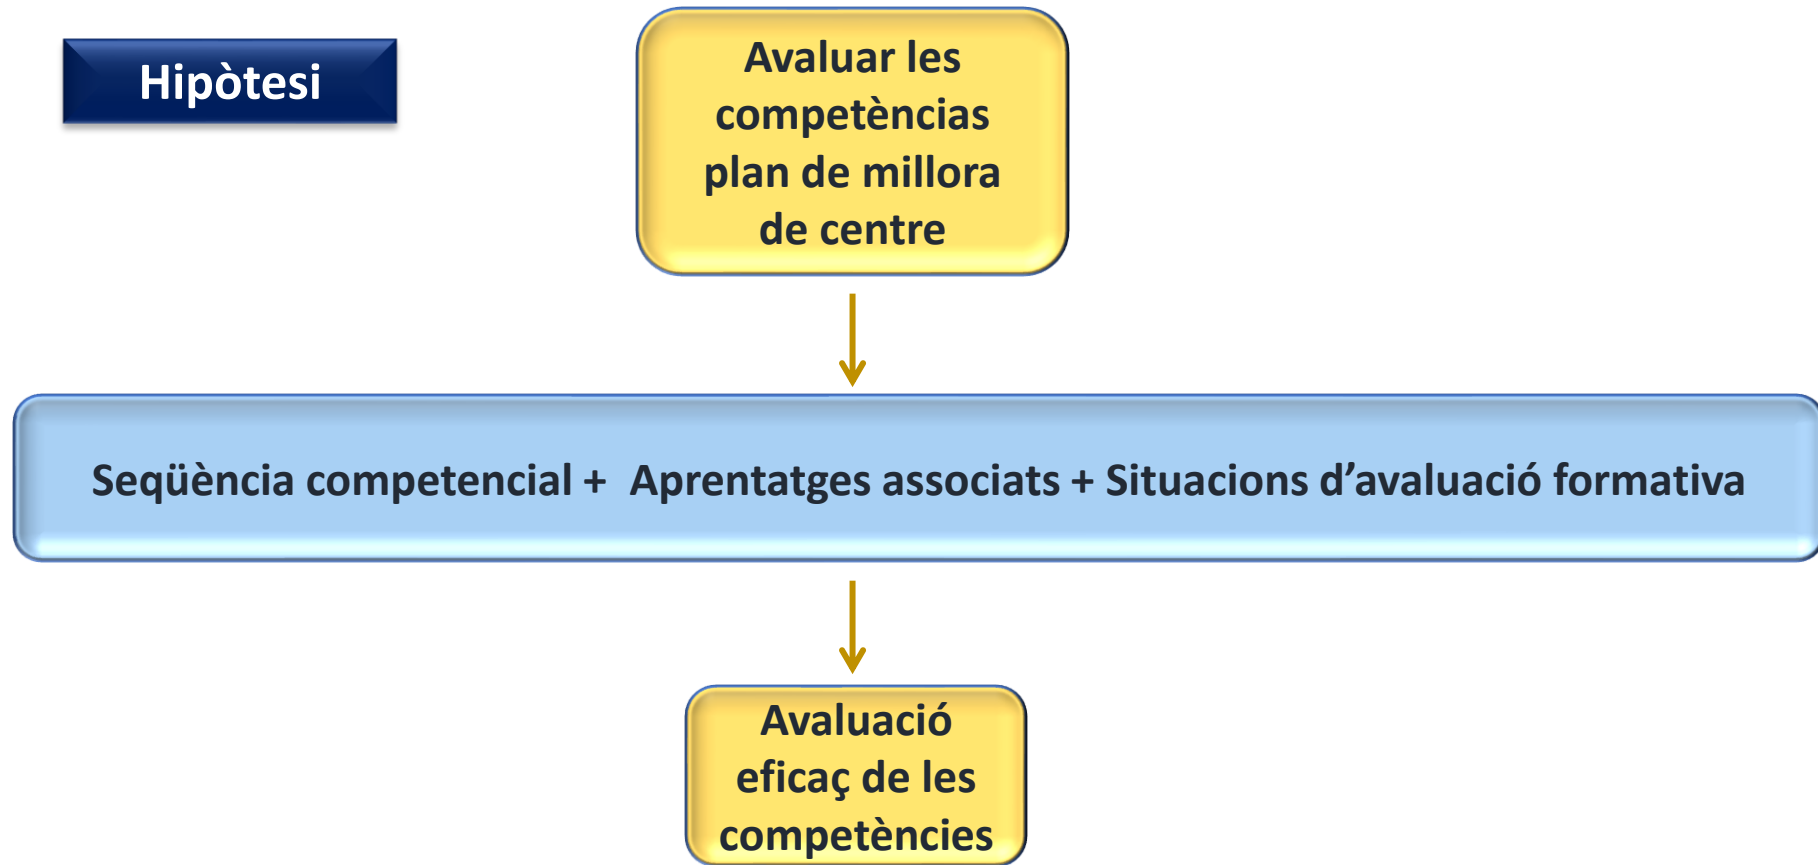 Hipòtesi
Avaluar les
competències
plan de millora
de centre
Seqüència competencial + Aprentatges associats + Situacions d’avaluació formativa
Avaluació
eficaç de les
competències